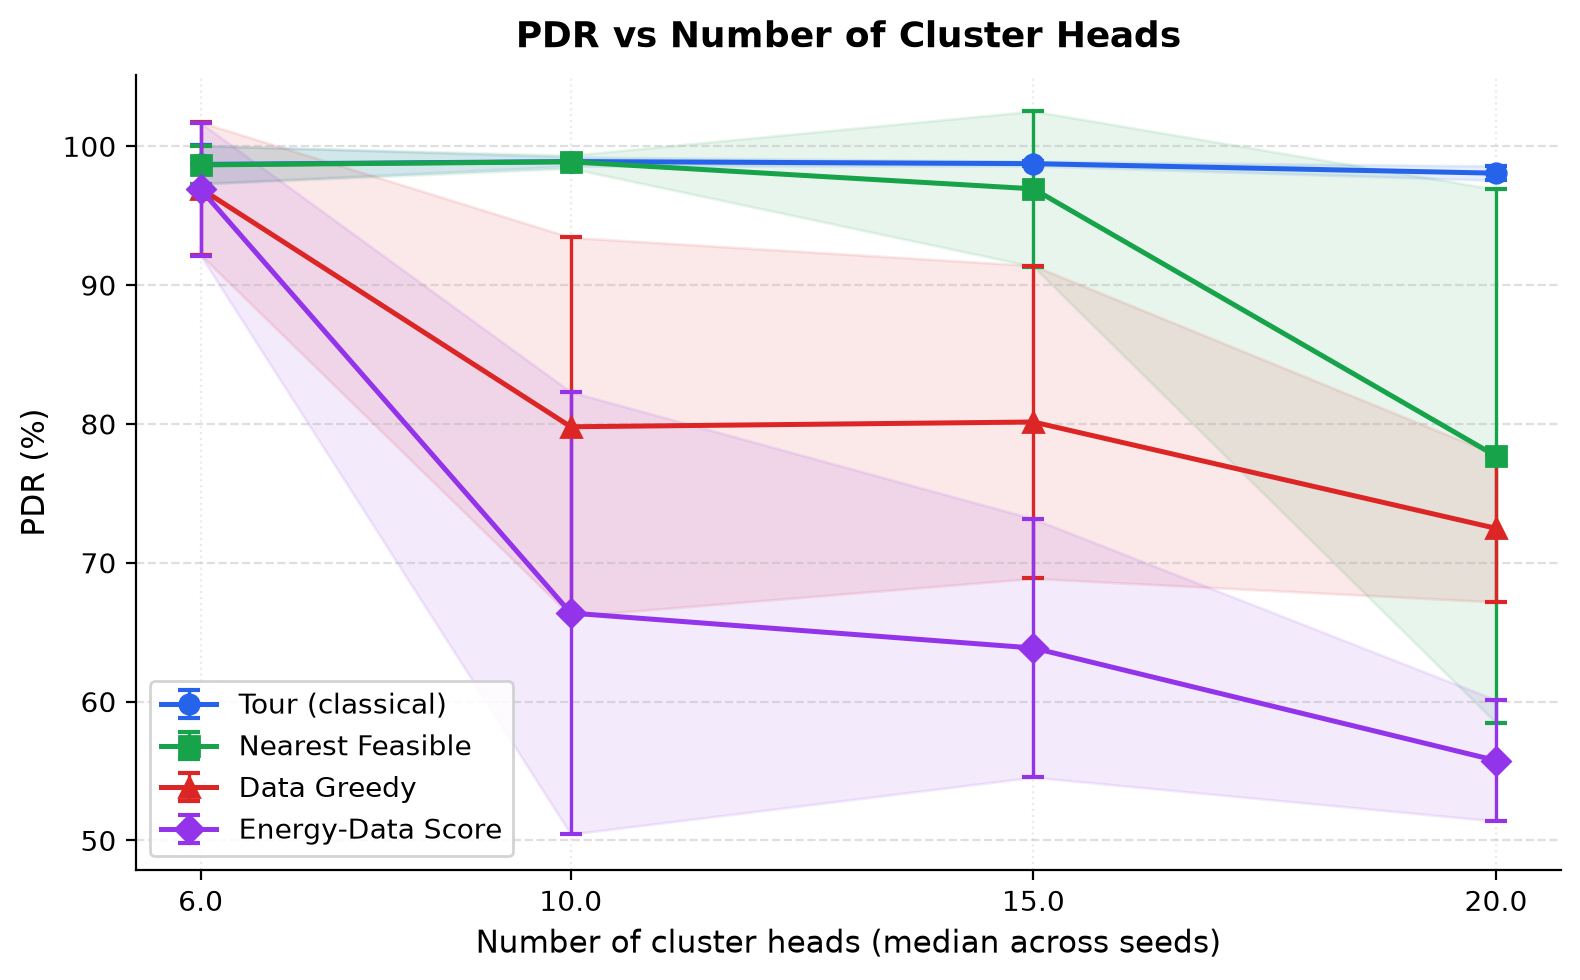 PDR vs Number of Cluster Heads
PDR (%)
100
90
80
70
60
50
Tour (classical)
Nearest Feasible
Data Greedy
Energy-Data Score
6.0 10.0 15.0 20.0
Number of cluster heads (median across seeds)